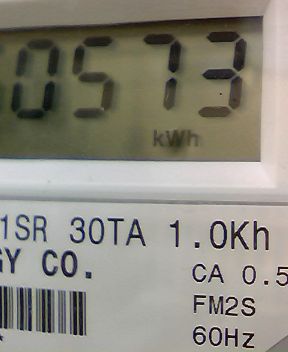 0573
kWh
1SR 30TA 1.0Kh
GY CO.
CA 0.5
FM2S
60Hz